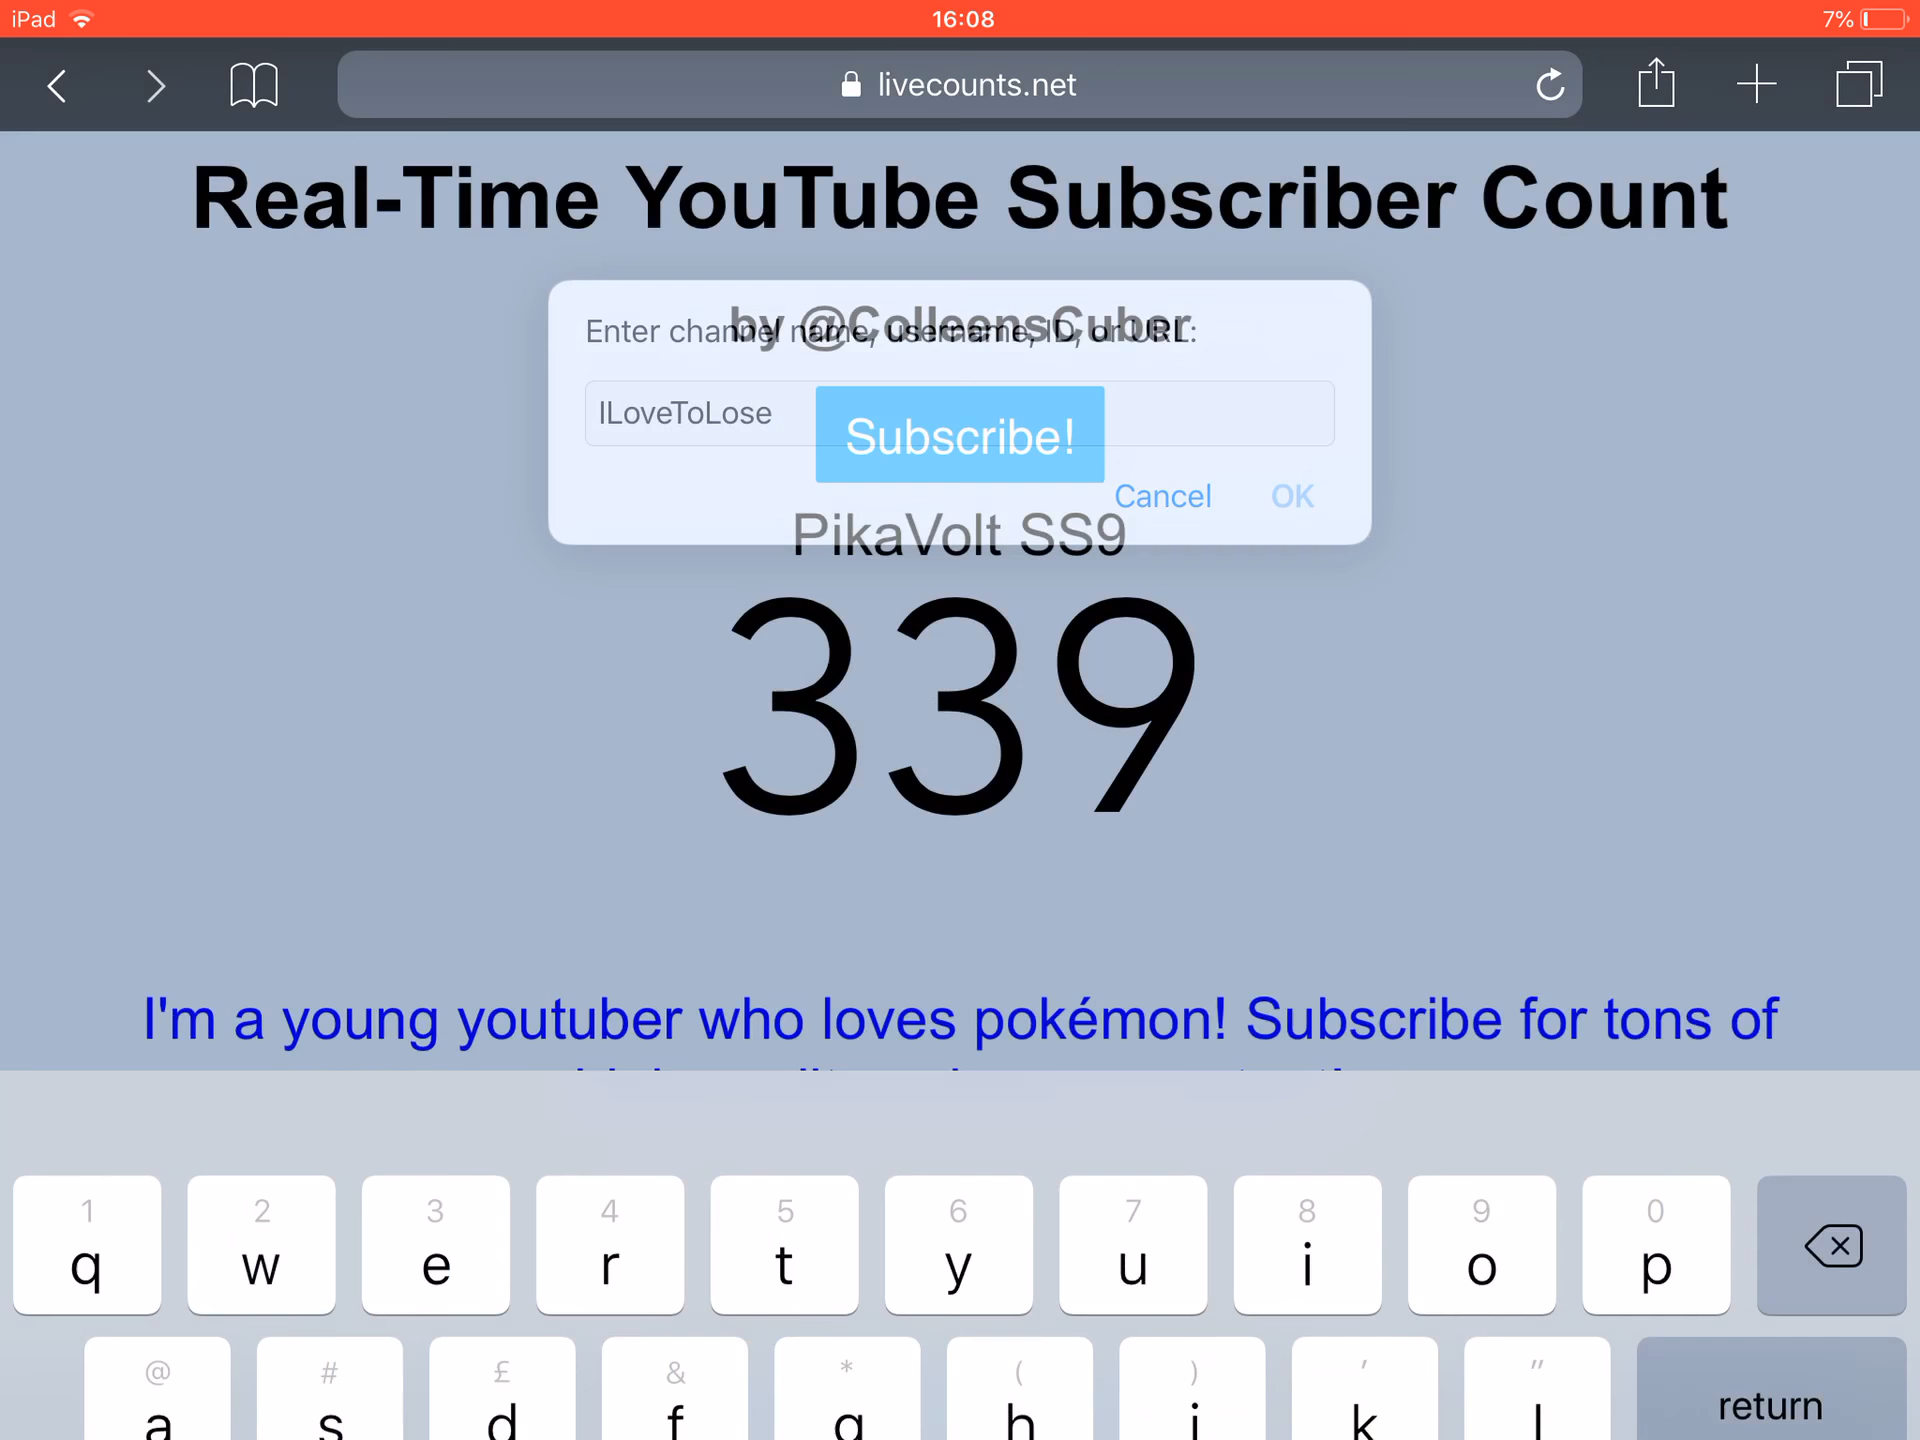 iPad 16:08 7%
livecounts.net
Real-Time YouTube Subscriber Count
by @ColleensCuber
Enter channel name, username, ID, or URL:
ILoveToLose
Subscribe!
Cancel OK
PikaVolt SS9
339
I'm a young youtuber who loves pokémon! Subscribe for tons of
1 2 3 4 5 6 7 8 9 0
q w e r t y u i o p
@ # £ & * ( ) ' "
a s d f g h j k l return